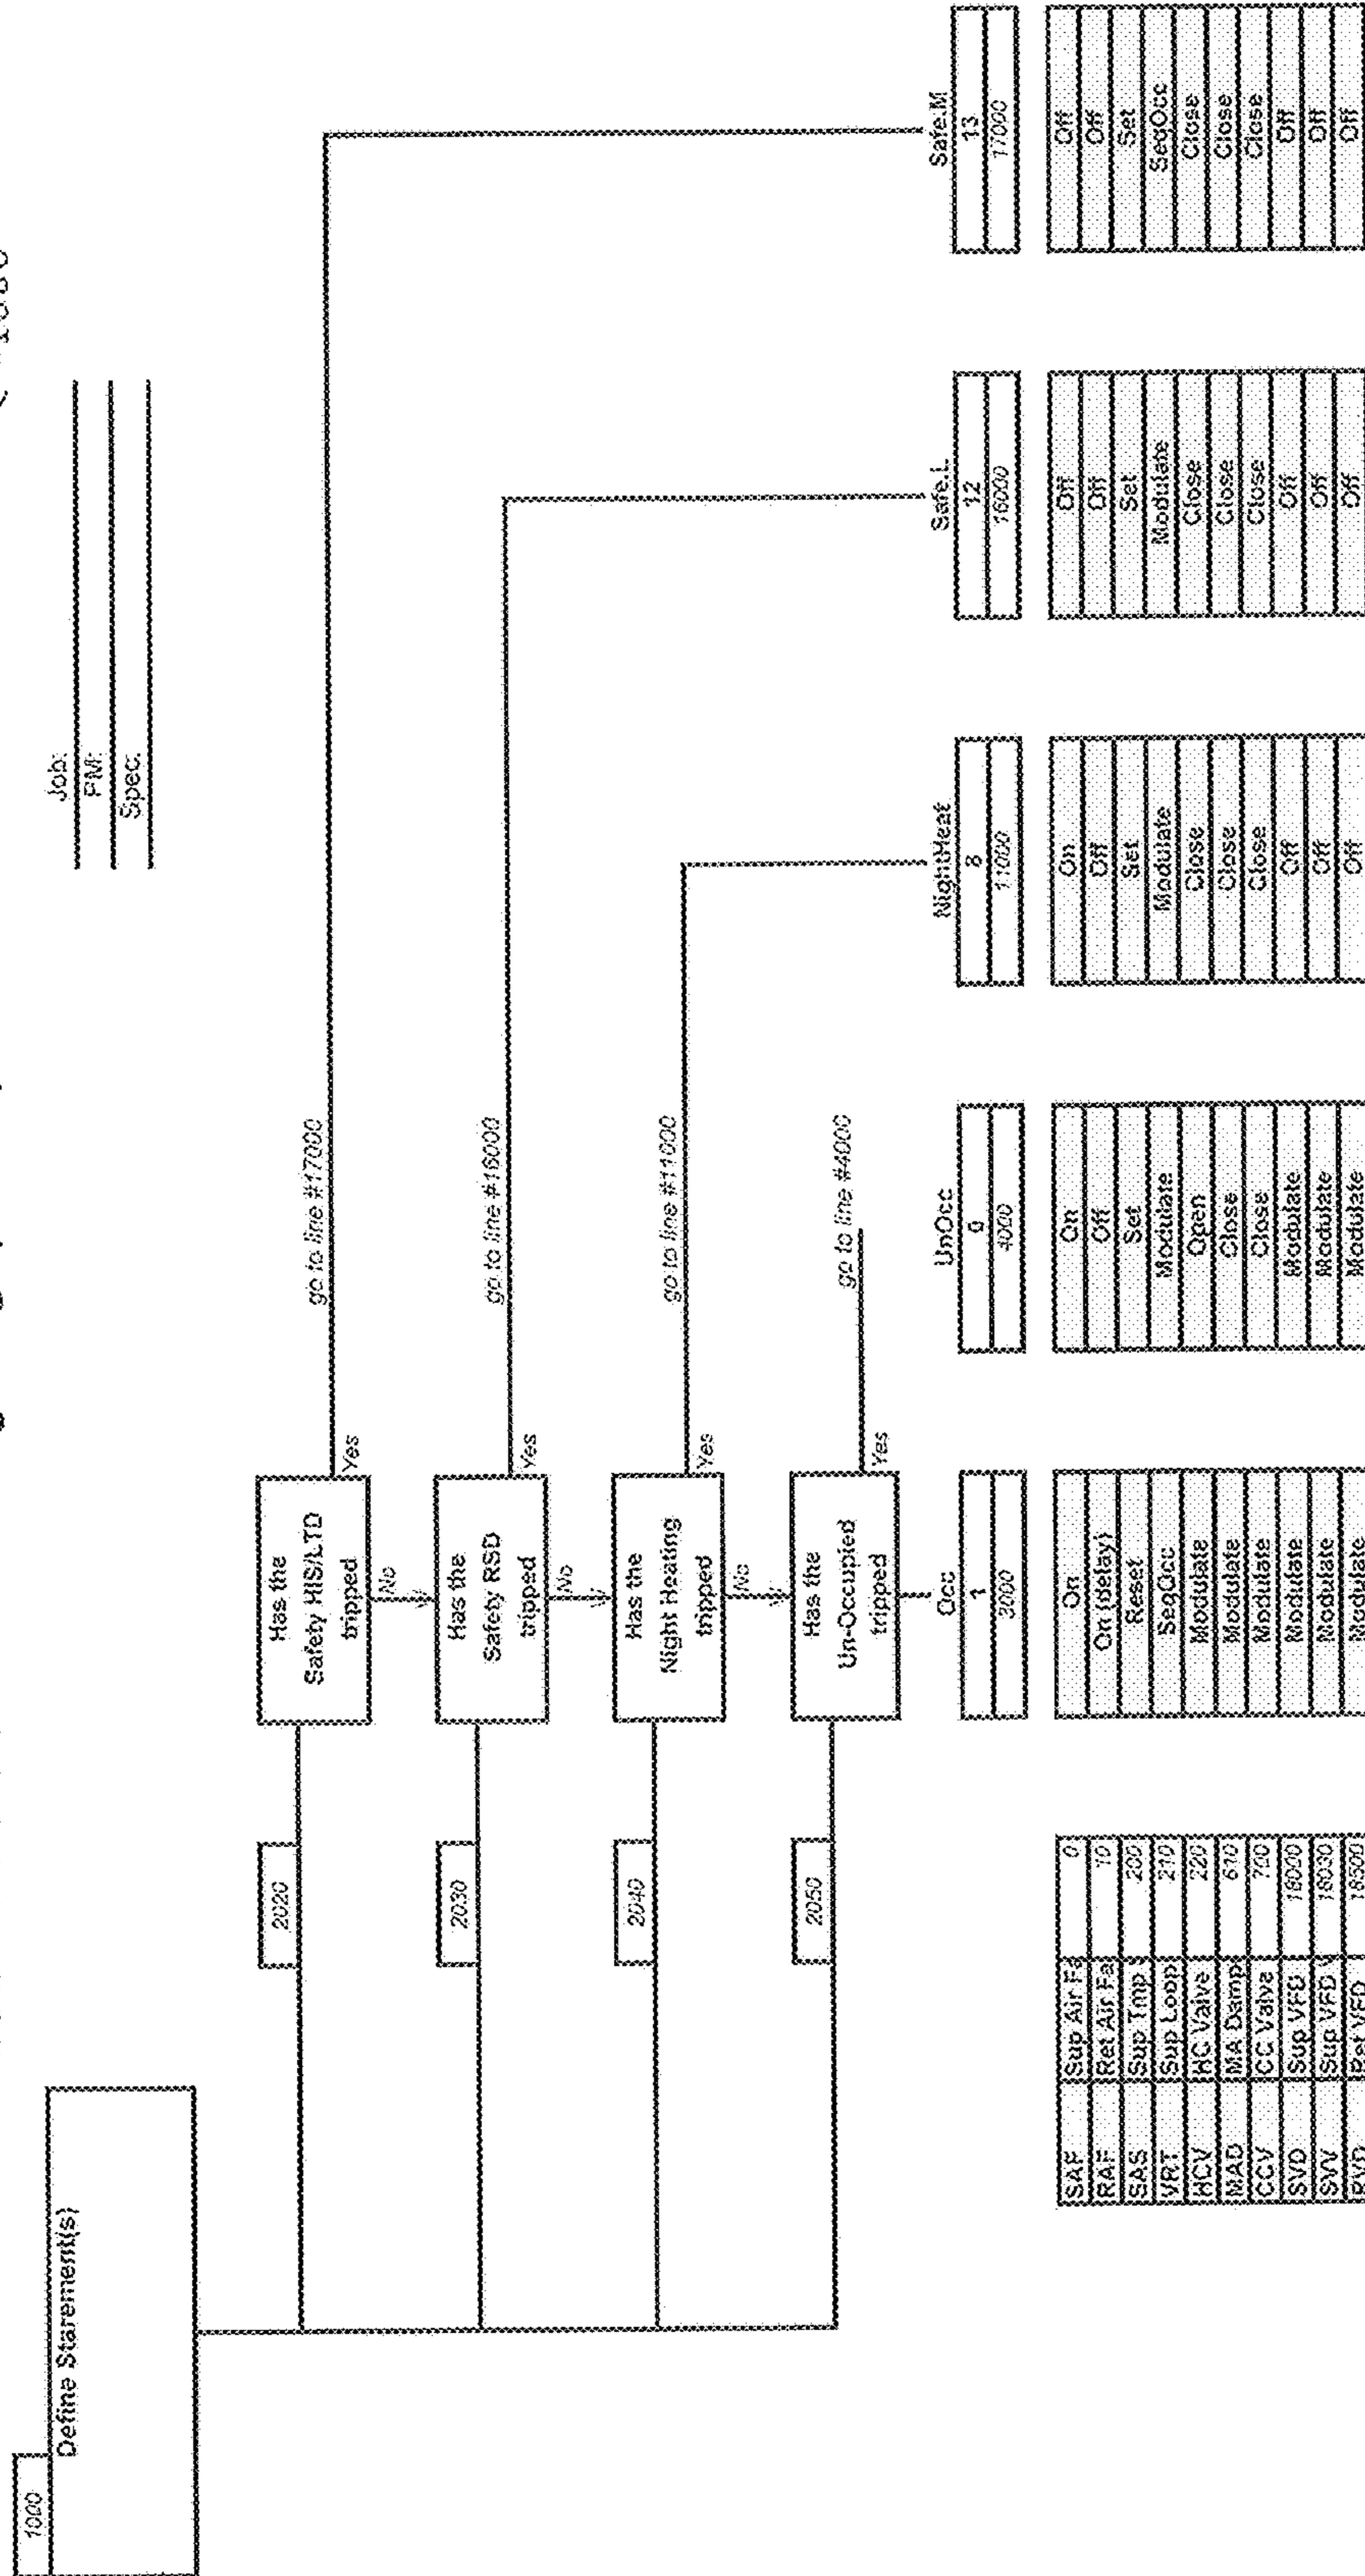 1000
Define Starement(s)
Job:
PM:
Spec:
2020
Has the
Safety HIS/LTD
tripped
Yes
go to line #17000
No
2030
Has the
Safety RSD
tripped
Yes
go to line #16000
No
2040
Has the
Night Heating
tripped
Yes
go to line #11000
No
2050
Has the
Un-Occupied
tripped
Yes
go to line #4000
Occ UnOcc NightHeat Safe.L Safe.M
1 0 8 12 13
3000 4000 11000 16000 17000
SAF Sup Air Fa 0 On On On Off Off
RAF Ret Air Fa 10 On (delay) Off Off Off Off
SAS Sup Tmp 200 Reset Set Set Set Set
VRT Sup Loop 210 SeqOcc Modulate Modulate Modulate SeqOcc
HCV HC Valve 220 Modulate Open Close Close Close
MAD MA Damp 610 Modulate Close Close Close Close
CCV CC Valve 700 Modulate Close Close Close Close
SVD Sup VFD 18000 Modulate Modulate Off Off Off
SVV Sup VFD 18030 Modulate Modulate Off Off Off
RVD Ret VFD 18500 Modulate Modulate Off Off Off